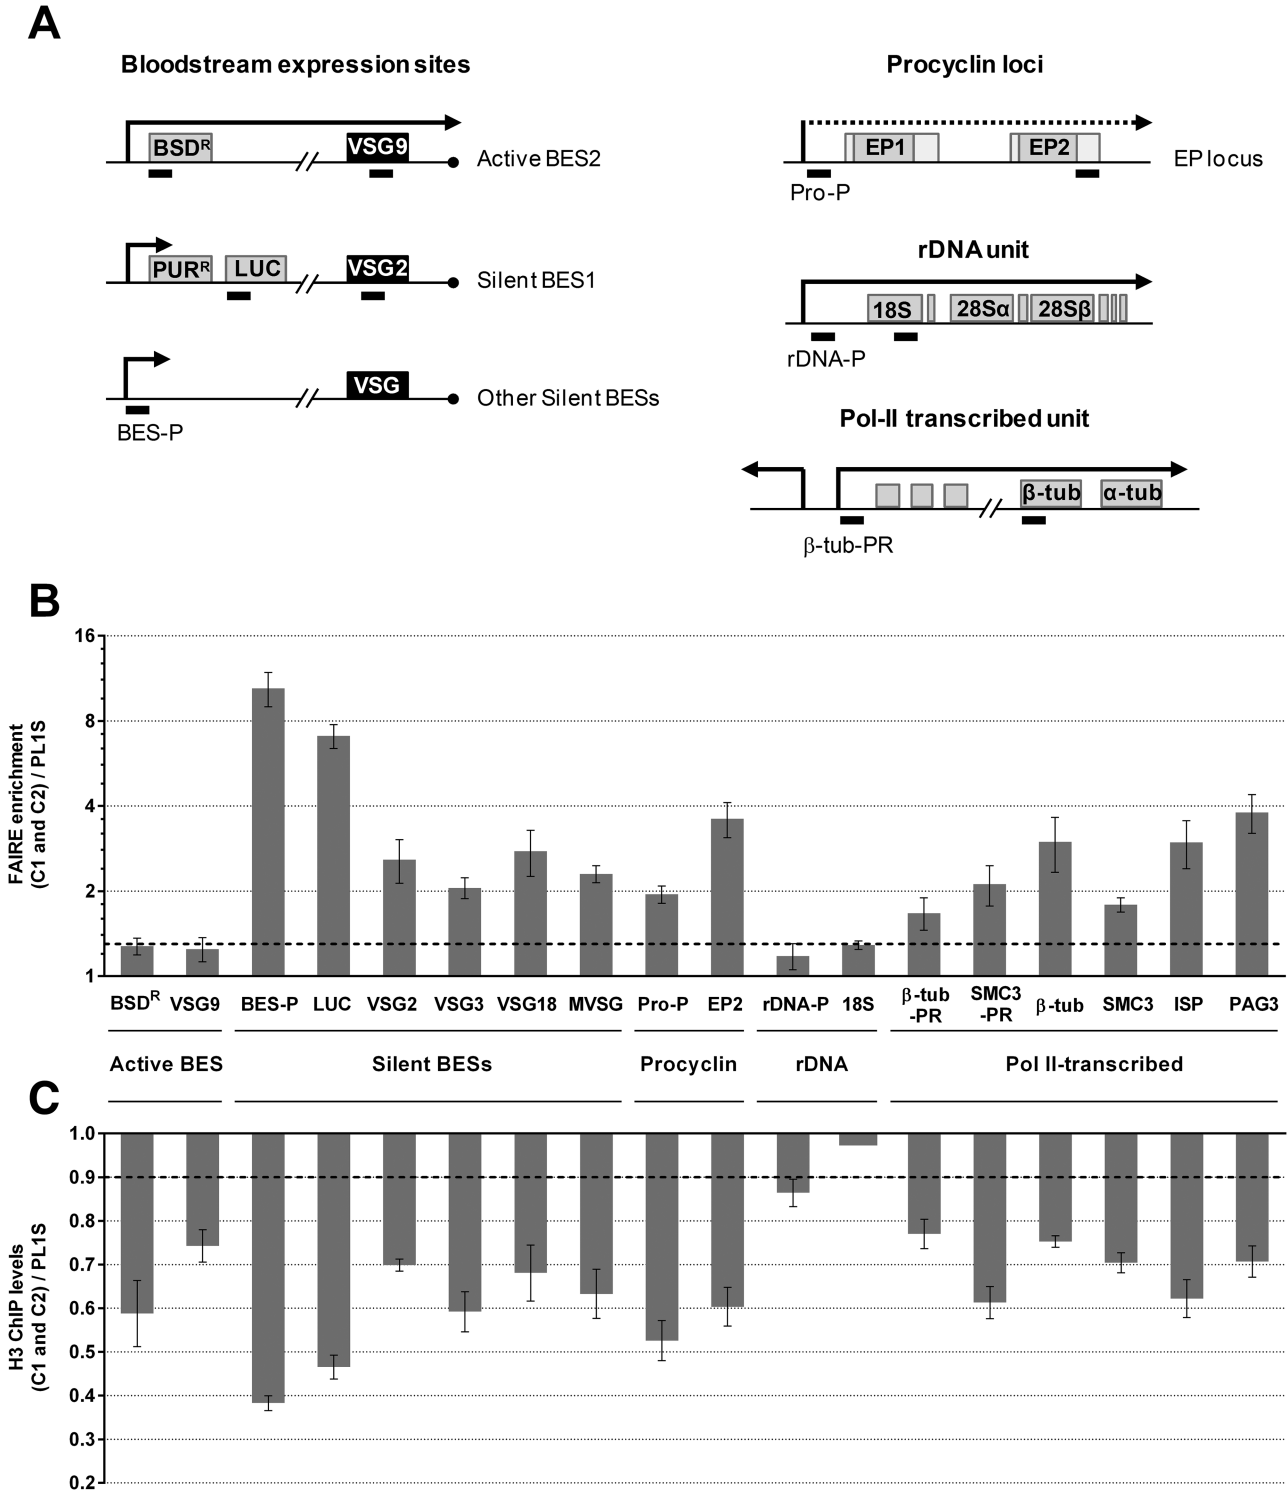 A
Bloodstream expression sites
BSDR VSG9 Active BES2
PURR LUC VSG2 Silent BES1
VSG Other Silent BESs
BES-P
Procyclin loci
EP1 EP2 EP locus
Pro-P
rDNA unit
18S 28Sα 28Sβ
rDNA-P
Pol-II transcribed unit
β-tub α-tub
β-tub-PR
B
FAIRE enrichment
(C1 and C2) / PL1S
16
8
4
2
1
BSDR VSG9 BES-P LUC VSG2 VSG3 VSG18 MVSG Pro-P EP2 rDNA-P 18S β-tub-PR SMC3-PR β-tub SMC3 ISP PAG3
Active BES Silent BESs Procyclin rDNA Pol II-transcribed
C
H3 ChIP levels
(C1 and C2) / PL1S
1.0
0.9
0.8
0.7
0.6
0.5
0.4
0.3
0.2